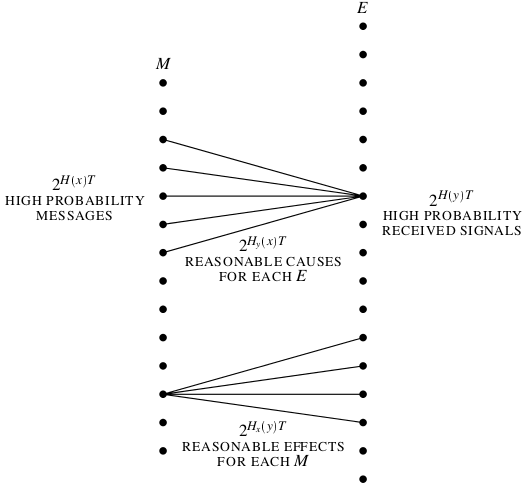 E
M
2^{H(x)T}
HIGH PROBABILITY
MESSAGES
2^{H(y)T}
HIGH PROBABILITY
RECEIVED SIGNALS
2^{H_y(x)T}
REASONABLE CAUSES
FOR EACH E
2^{H_x(y)T}
REASONABLE EFFECTS
FOR EACH M